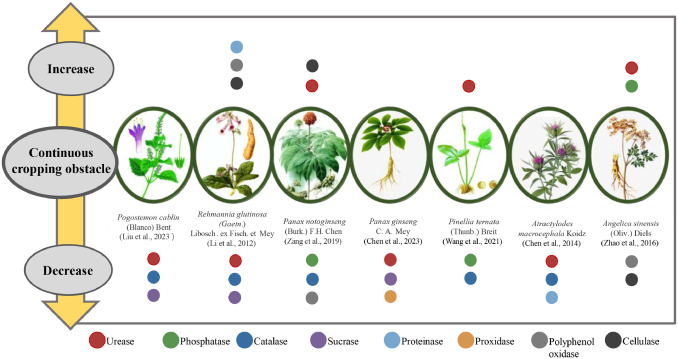 Increase
Continuous
cropping obstacle
Decrease
Pogostemon cablin
(Blanco) Bent
(Liu et al., 2023 )
Rehmannia glutinosa
(Gaetn.)
Libosch. ex Fisch. et Mey
(Li et al., 2012)
Panax notoginseng
(Burk.) F.H. Chen
(Zang et al., 2019)
Panax ginseng
C. A. Mey
(Chen et al., 2023)
Pinellia ternata
(Thunb.) Breit
(Wang et al., 2021)
Atractylodes
macrocephala Koidz
(Chen et al., 2014)
Angelica sinensis
(Oliv.) Diels
(Zhao et al., 2016)
Urease
Phosphatase
Catalase
Sucrase
Proteinase
Proxidase
Polyphenol
oxidase
Cellulase